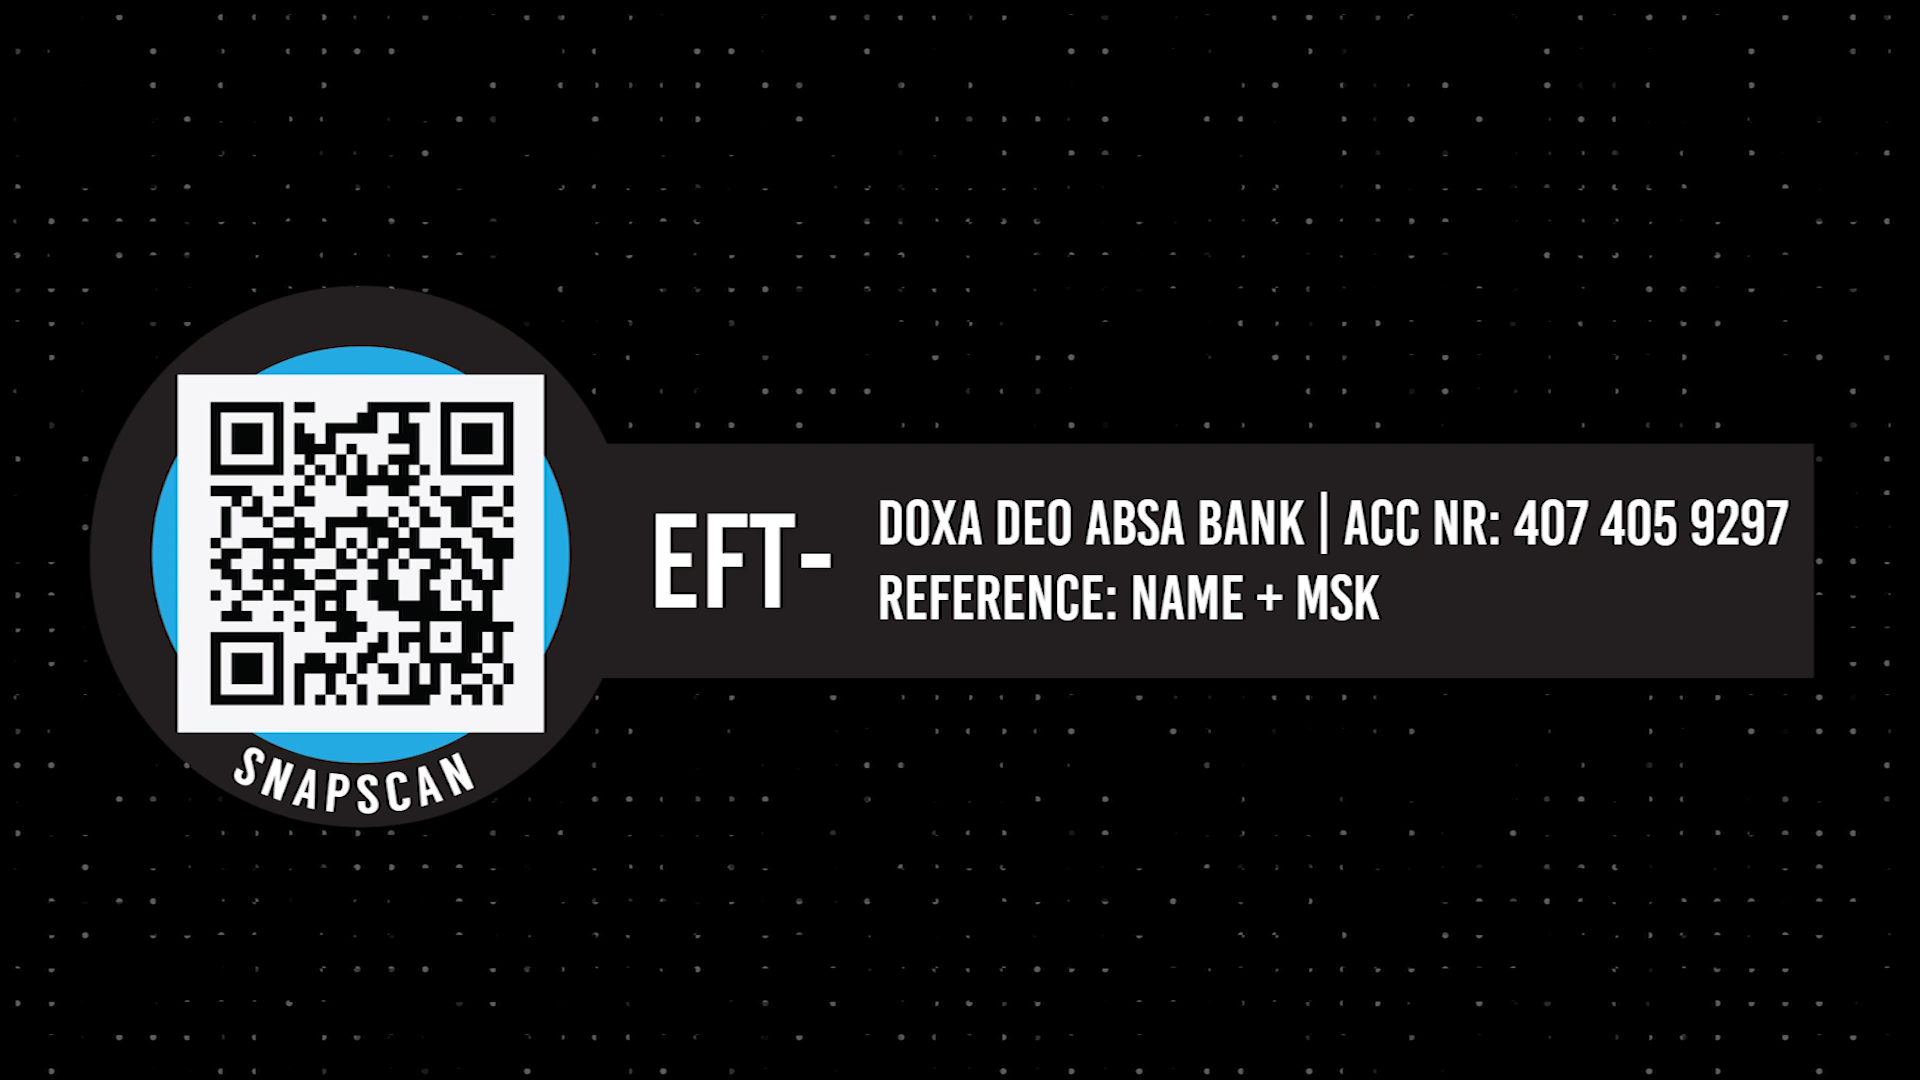 EFT-
DOXA DEO ABSA BANK | ACC NR: 407 405 9297
REFERENCE: NAME + MSK
SNAPSCAN